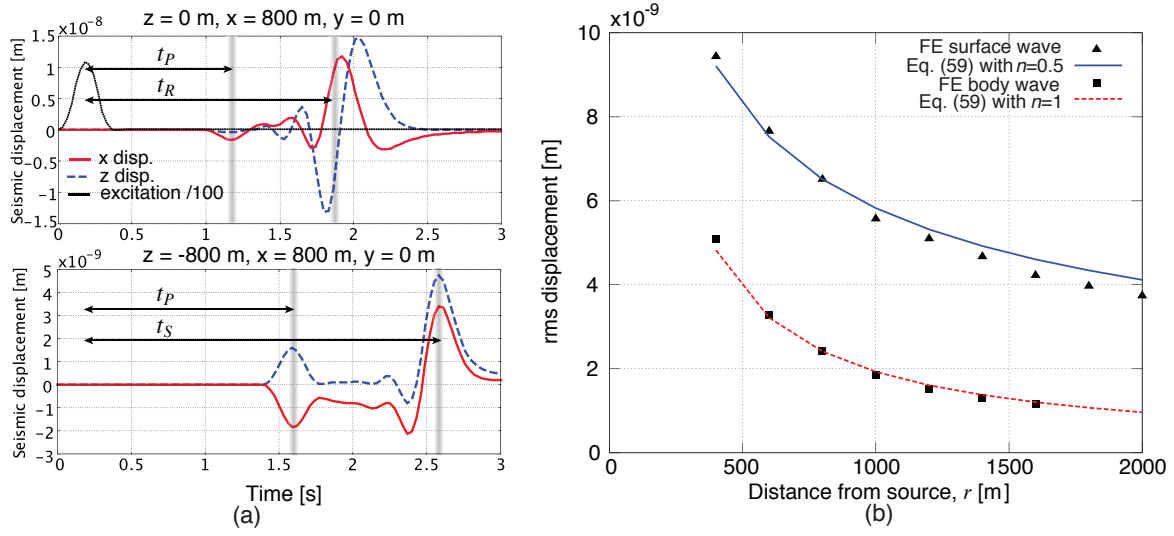 z = 0 m, x = 800 m, y = 0 m
×10⁻⁸
Seismic displacement [m]
1.5
1
0.5
0
-0.5
-1
-1.5
t_P
t_R
x disp.
z disp.
excitation /100
0 0.5 1 1.5 2 2.5 3
z = -800 m, x = 800 m, y = 0 m
×10⁻⁹
Seismic displacement [m]
5
4
3
2
1
0
-1
-2
-3
t_P
t_S
0 0.5 1 1.5 2 2.5 3
Time [s]
(a)
×10⁻⁹
rms displacement [m]
10
8
6
4
2
0
FE surface wave
Eq. (59) with n=0.5
FE body wave
Eq. (59) with n=1
0 500 1000 1500 2000
Distance from source, r [m]
(b)